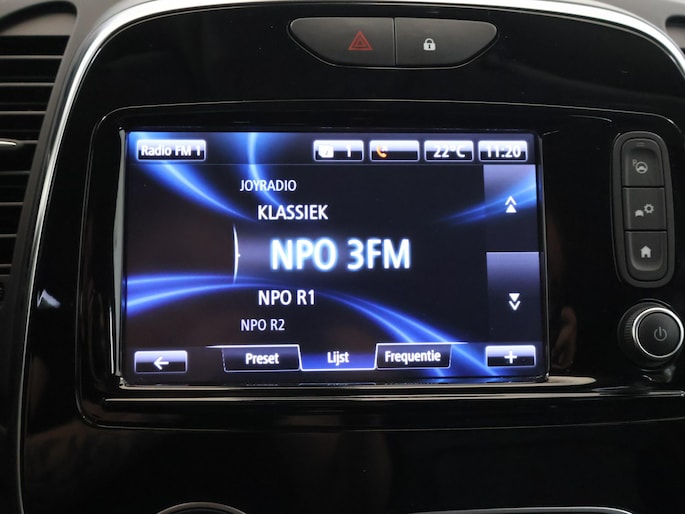 Radio FM 1
1
22°C
11:20
JOYRADIO
KLASSIEK
NPO 3FM
NPO R1
NPO R2
Preset
Lijst
Frequentie
+